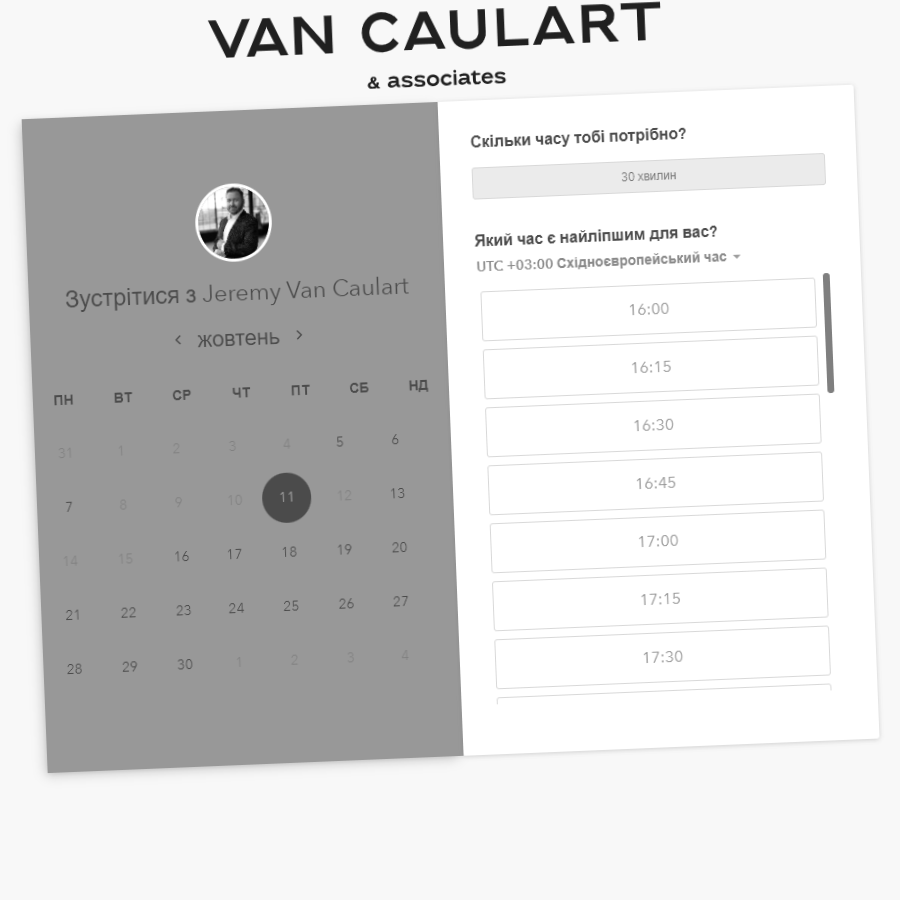 VAN CAULART
& associates
Зустрітися з Jeremy Van Caulart
‹ жовтень ›
ПН ВТ СР ЧТ ПТ СБ НД
31 1 2 3 4 5 6
7 8 9 10 11 12 13
14 15 16 17 18 19 20
21 22 23 24 25 26 27
28 29 30 1 2 3 4
Скільки часу тобі потрібно?
30 хвилин
Який час є найліпшим для вас?
UTC +03:00 Східноєвропейський час
16:00
16:15
16:30
16:45
17:00
17:15
17:30